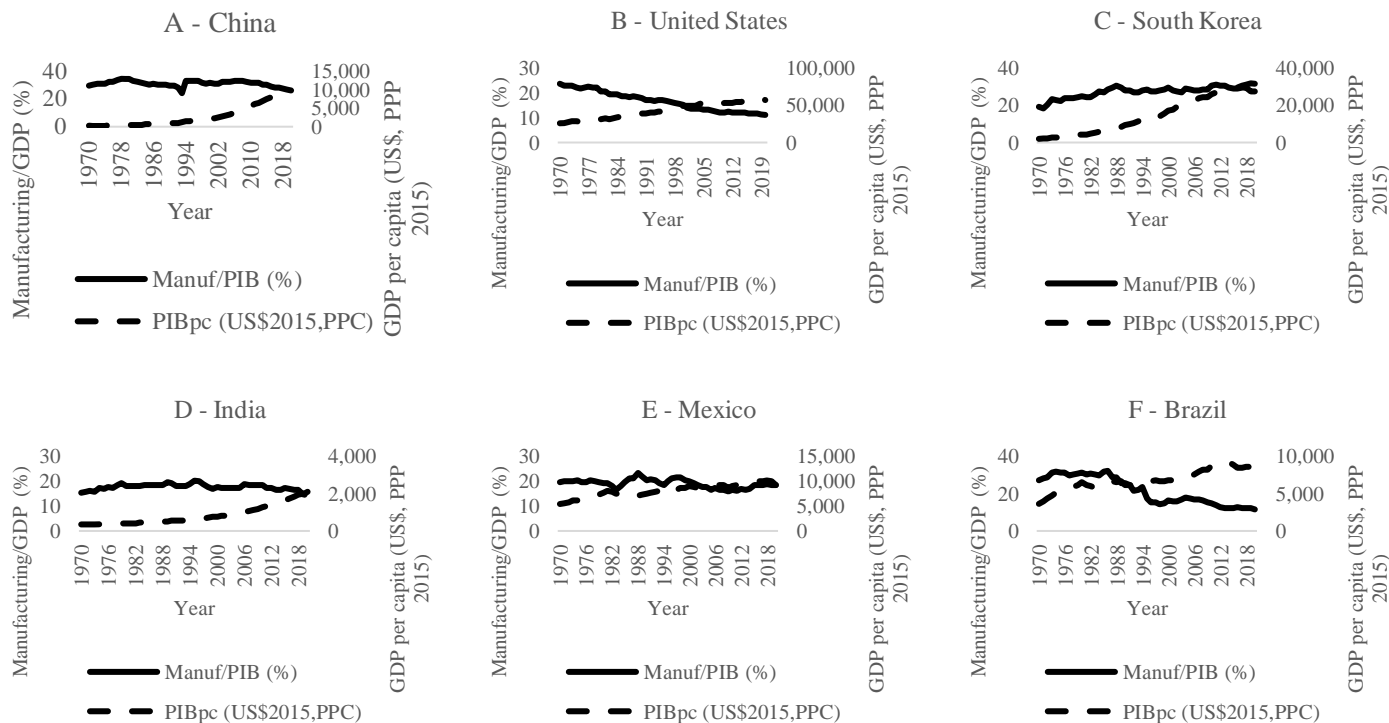 A - China
Manufacturing/GDP (%)
40
20
0
15,000
10,000
5,000
0
GDP per capita (US$, PPP
2015)
1970
1978
1986
1994
2002
2010
2018
Year
Manuf/PIB (%)
PIBpc (US$2015,PPC)
B - United States
Manufacturing/GDP (%)
30
20
10
0
100,000
50,000
0
GDP per capita (US$, PPP
2015)
1970
1977
1984
1991
1998
2005
2012
2019
Year
Manuf/PIB (%)
PIBpc (US$2015,PPC)
C - South Korea
Manufacturing/GDP (%)
40
20
0
40,000
20,000
0
GDP per capita (US$, PPP
2015)
1970
1976
1982
1988
1994
2000
2006
2012
2018
Year
Manuf/PIB (%)
PIBpc (US$2015,PPC)
D - India
Manufacturing/GDP (%)
30
20
10
0
4,000
2,000
0
GDP per capita (US$, PPP
2015)
1970
1976
1982
1988
1994
2000
2006
2012
2018
Year
Manuf/PIB (%)
PIBpc (US$2015,PPC)
E - Mexico
Manufacturing/GDP (%)
30
20
10
0
15,000
10,000
5,000
0
GDP per capita (US$, PPP
2015)
1970
1976
1982
1988
1994
2000
2006
2012
2018
Year
Manuf/PIB (%)
PIBpc (US$2015,PPC)
F - Brazil
Manufacturing/GDP (%)
40
20
0
10,000
5,000
0
GDP per capita (US$, PPP
2015)
1970
1976
1982
1988
1994
2000
2006
2012
2018
Year
Manuf/PIB (%)
PIBpc (US$2015,PPC)